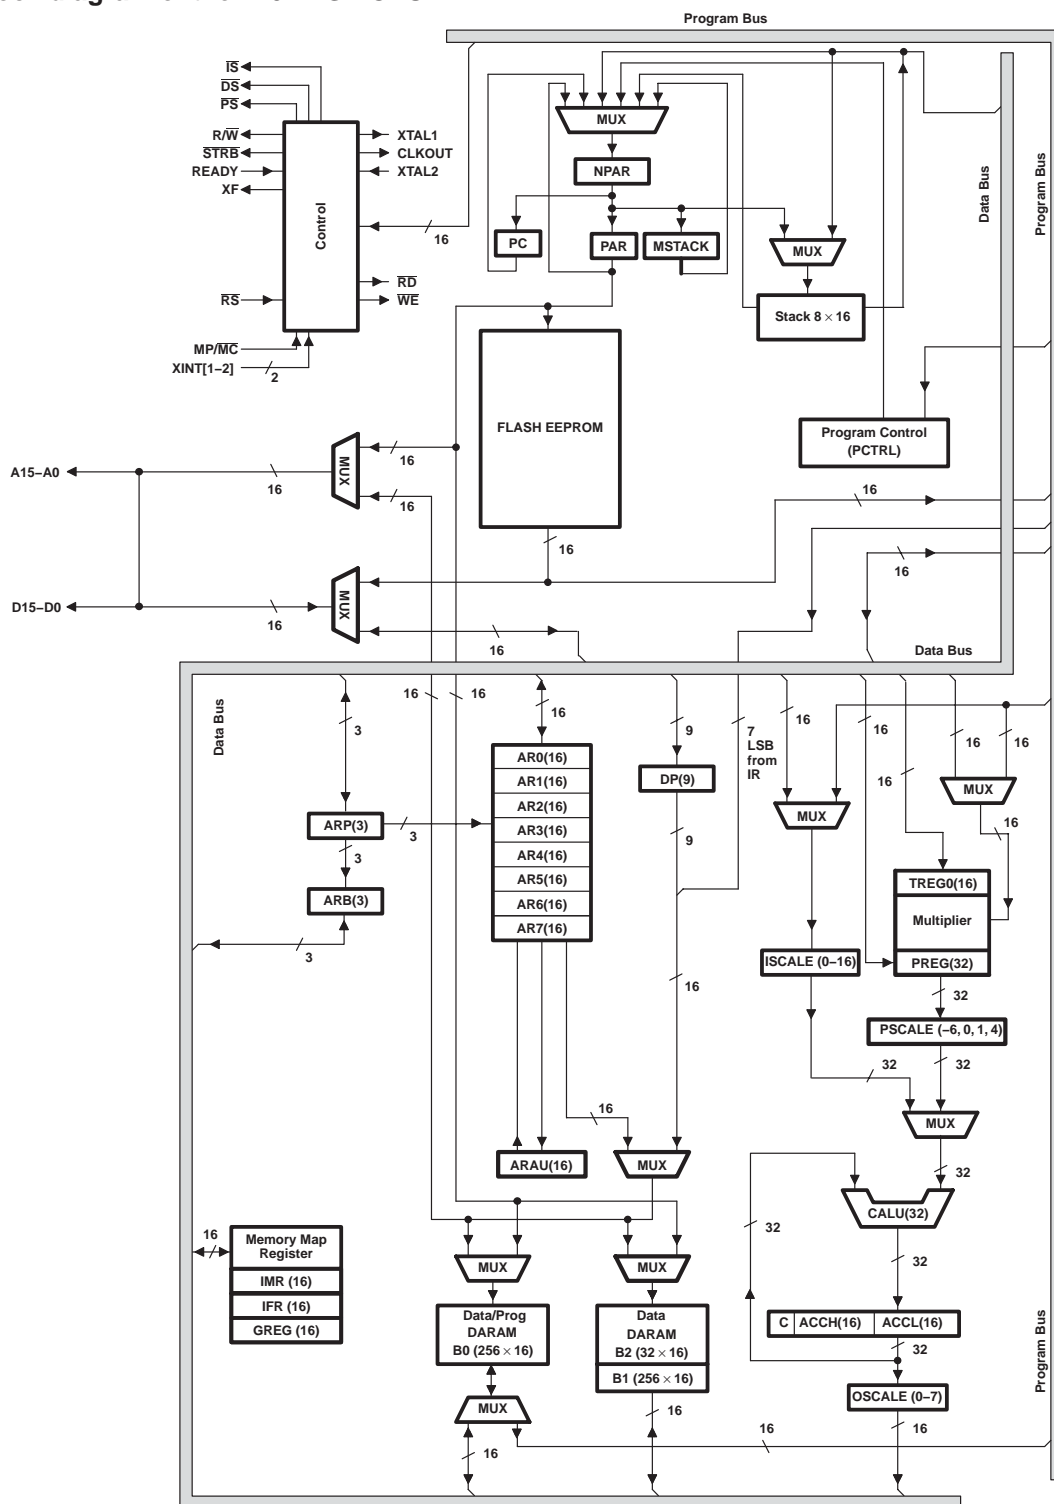 Program Bus
IS
DS
PS
R/W
STRB
READY
XF
XTAL1
CLKOUT
XTAL2
Control
16
RS
RD
WE
MP/MC
XINT[1–2]
2
MUX
NPAR
PC
PAR
MSTACK
MUX
Stack 8 × 16
Data Bus
Program Bus
FLASH EEPROM
Program Control
(PCTRL)
A15–A0
16
MUX
16
16
16
16
16
D15–D0
16
MUX
16
Data Bus
Data Bus
3
16
16
16
9
7
LSB
from
IR
16
16
16
16
16
AR0(16)
AR1(16)
AR2(16)
AR3(16)
AR4(16)
AR5(16)
AR6(16)
AR7(16)
DP(9)
9
MUX
MUX
16
ARP(3)
3
3
ARB(3)
3
TREG0(16)
Multiplier
PREG(32)
ISCALE (0–16)
16
32
PSCALE (–6, 0, 1, 4)
32
32
16
MUX
ARAU(16)
MUX
32
CALU(32)
32
32
16
Memory Map
Register
IMR (16)
IFR (16)
GREG (16)
MUX
MUX
Data/Prog
DARAM
B0 (256 × 16)
Data
DARAM
B2 (32 × 16)
B1 (256 × 16)
C
ACCH(16)
ACCL(16)
32
OSCALE (0–7)
MUX
16
16
16
16
Program Bus